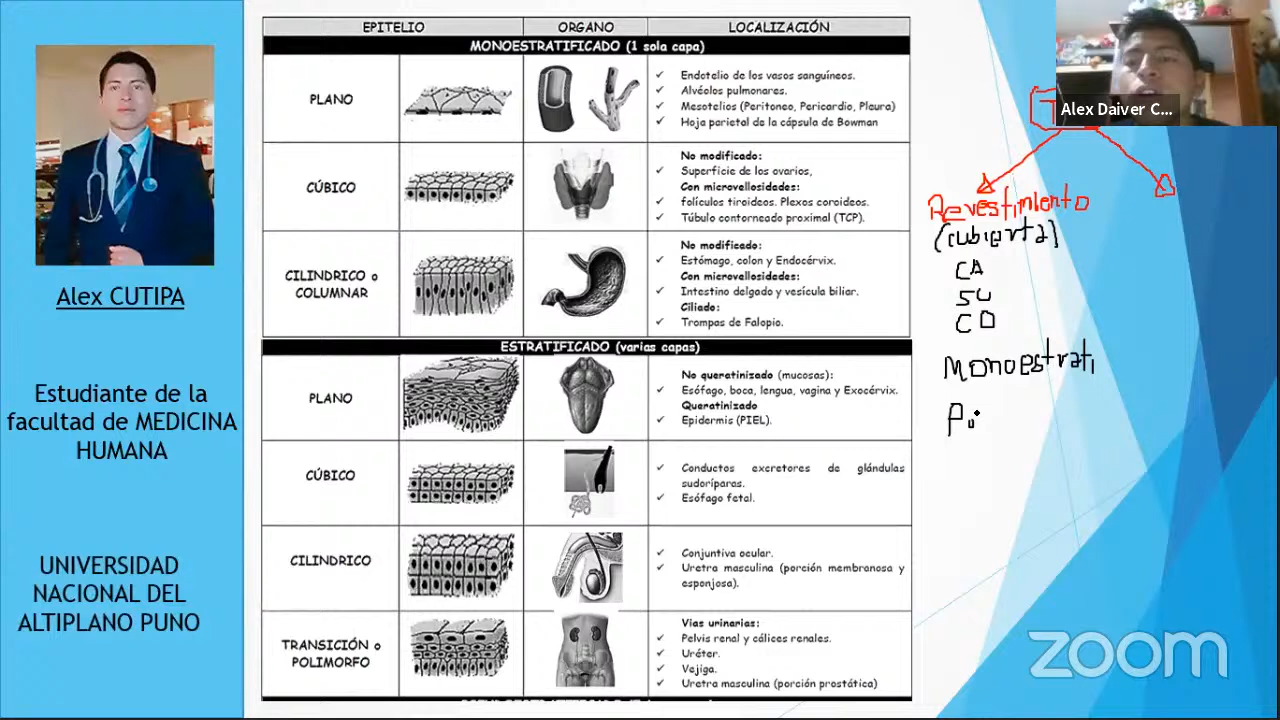 Alex CUTIPA
Estudiante de la
facultad de MEDICINA
HUMANA
UNIVERSIDAD
NACIONAL DEL
ALTIPLANO PUNO
EPITELIO ORGANO LOCALIZACIÓN
MONOESTRATIFICADO (1 sola capa)
PLANO
✓ Endotelio de los vasos sanguíneos.
✓ Alvéolos pulmonares.
✓ Mesotelios (Peritoneo, Pericardio, Pleura)
✓ Hoja parietal de la cápsula de Bowman
CÚBICO
No modificado:
✓ Superficie de los ovarios,
Con microvellosidades:
✓ folículos tiroideos. Plexos coroideos.
✓ Túbulo contorneado proximal (TCP).
CILINDRICO o
COLUMNAR
No modificado:
✓ Estómago, colon y Endocérvix.
Con microvellosidades:
✓ Intestino delgado y vesícula biliar.
Ciliado:
✓ Trompas de Falopio.
ESTRATIFICADO (varias capas)
PLANO
No queratinizado (mucosas):
✓ Esófago, boca, lengua, vagina y Exocérvix.
Queratinizado
✓ Epidermis (PIEL).
CÚBICO
✓ Conductos excretores de glándulas
sudoríparas.
✓ Esófago fetal.
CILINDRICO
✓ Conjuntiva ocular.
✓ Uretra masculina (porción membranosa y
esponjosa).
TRANSICIÓN o
POLIMORFO
Vias urinarias:
✓ Pelvis renal y cálices renales.
✓ Uréter.
✓ Vejiga.
✓ Uretra masculina (porción prostática)
Alex Daiver C...
Revestimiento
(cubierta)
CA
SU
CO
Monoestrati
zoom